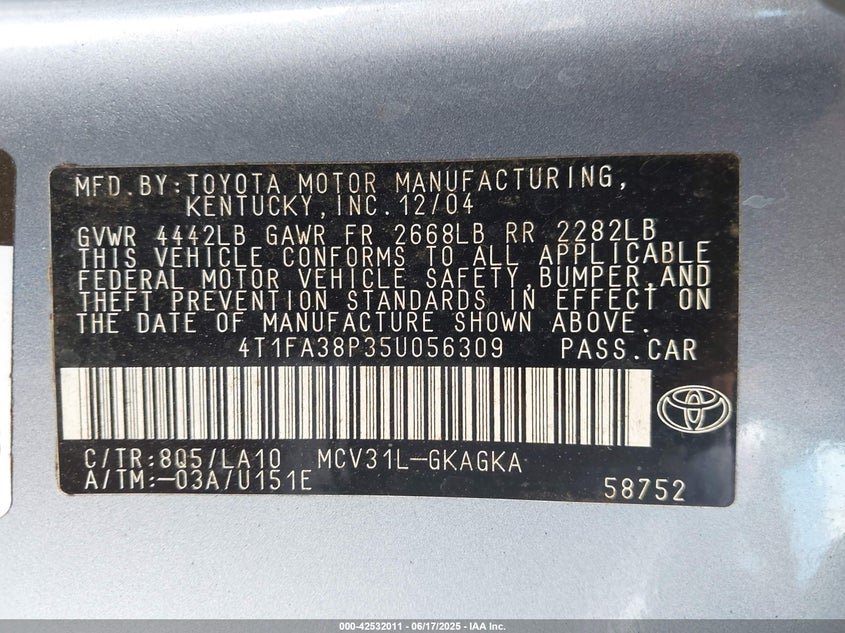 MFD.BY:TOYOTA MOTOR MANUFACTURING,
KENTUCKY,INC.12/04
GVWR 4442LB GAWR FR 2668LB RR 2282LB
THIS VEHICLE CONFORMS TO ALL APPLICABLE
FEDERAL MOTOR VEHICLE SAFETY,BUMPER,AND
THEFT PREVENTION STANDARDS IN EFFECT ON
THE DATE OF MANUFACTURE SHOWN ABOVE.
4T1FA38P35U056309 PASS.CAR
C/TR:8Q5/LA10 MCV31L-GKAGKA
A/TM:-03A/U151E 58752
000-42532011 - 06/17/2025 - IAA Inc.